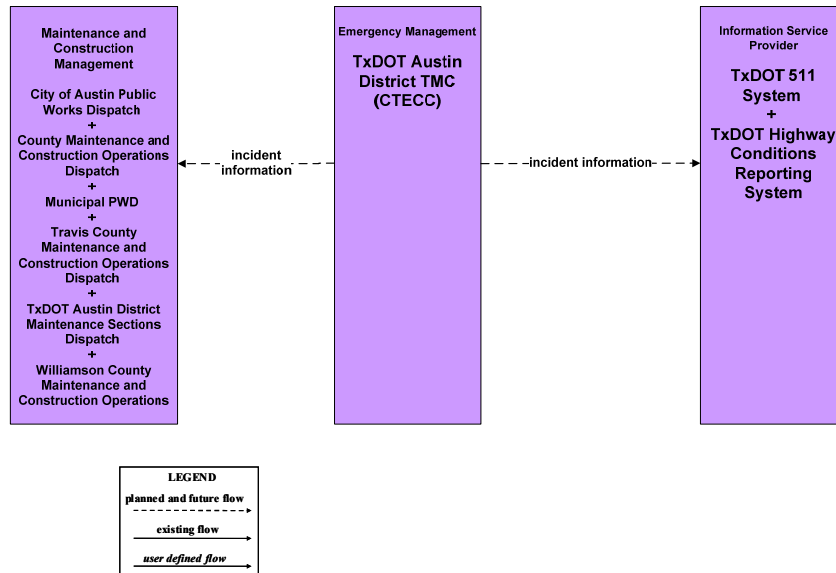 Maintenance and
Construction
Management
City of Austin Public
Works Dispatch
+
County Maintenance and
Construction Operations
Dispatch
+
Municipal PWD
+
Travis County
Maintenance and
Construction Operations
Dispatch
+
TxDOT Austin District
Maintenance Sections
Dispatch
+
Williamson County
Maintenance and
Construction Operations
incident
information
Emergency Management
TxDOT Austin
District TMC
(CTECC)
incident information
Information Service
Provider
TxDOT 511
System
+
TxDOT Highway
Conditions
Reporting
System
LEGEND
planned and future flow
existing flow
user defined flow